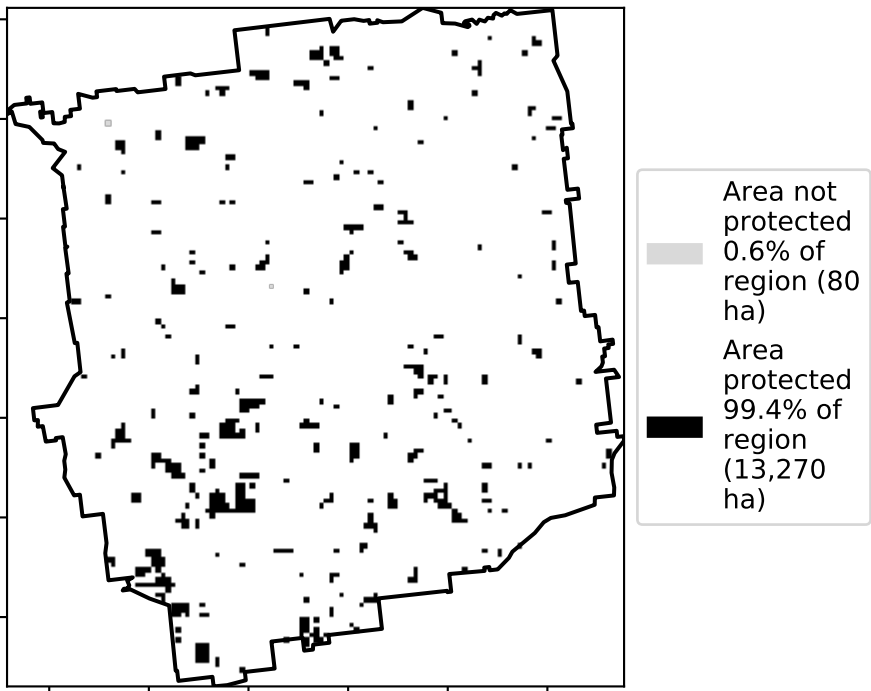 Area not
protected
0.6% of
region (80
ha)
Area
protected
99.4% of
region
(13,270
ha)